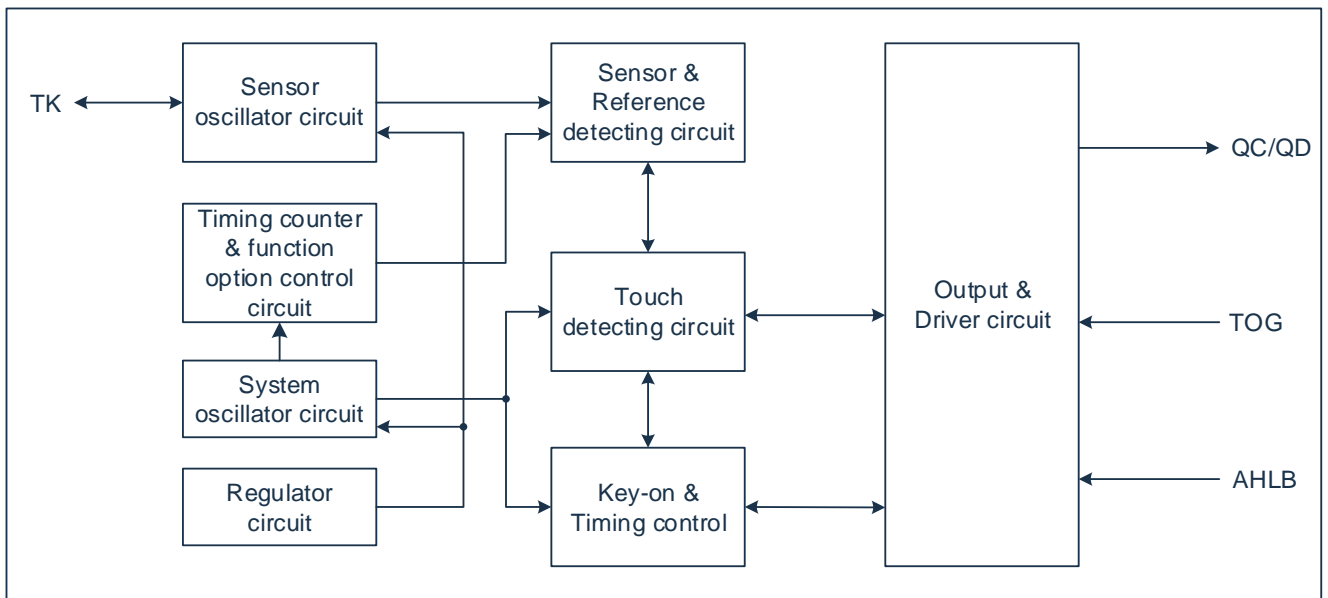 TK
Sensor
oscillator circuit
Timing counter
& function
option control
circuit
System
oscillator circuit
Regulator
circuit
Sensor &
Reference
detecting circuit
Touch
detecting circuit
Key-on &
Timing control
Output &
Driver circuit
QC/QD
TOG
AHLB